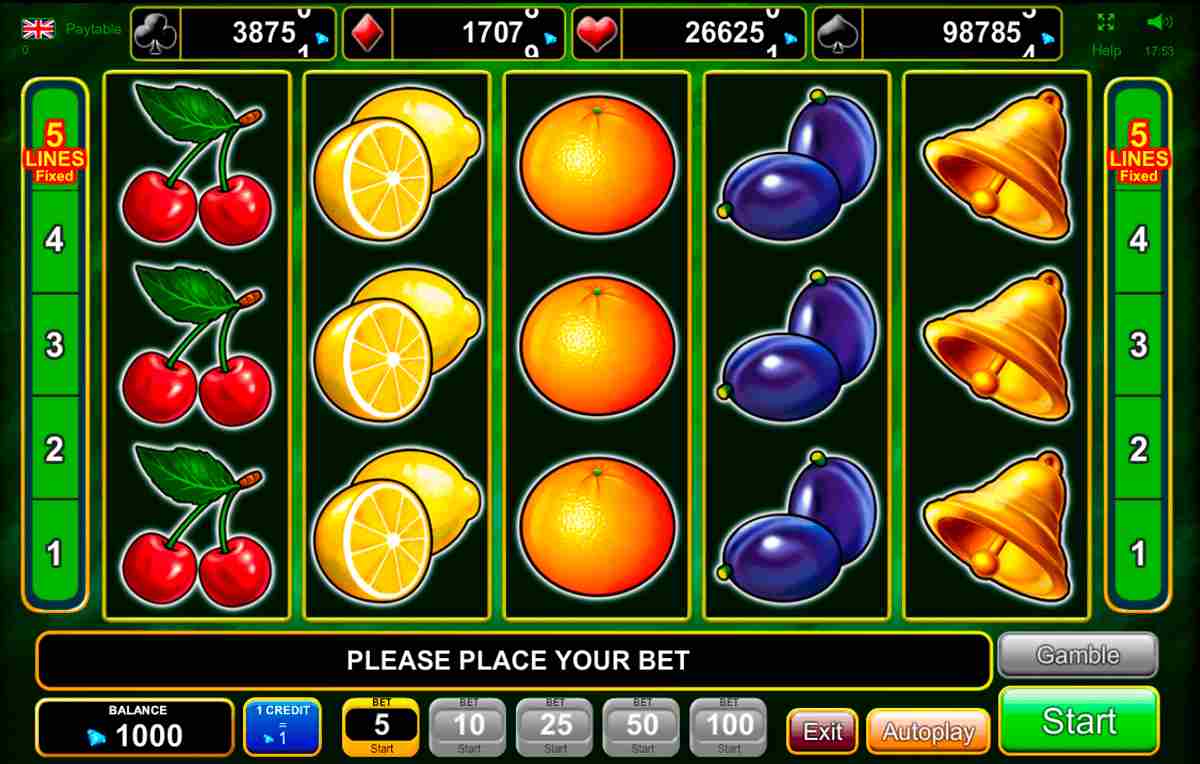 Paytable
0
3875
1707
26625
98785
Help
17:53
5
LINES
Fixed
4
3
2
1
5
LINES
Fixed
4
3
2
1
PLEASE PLACE YOUR BET
Gamble
BALANCE
1000
1 CREDIT
=
1
BET
5
Start
BET
10
Start
BET
25
Start
BET
50
Start
BET
100
Start
Exit
Autoplay
Start